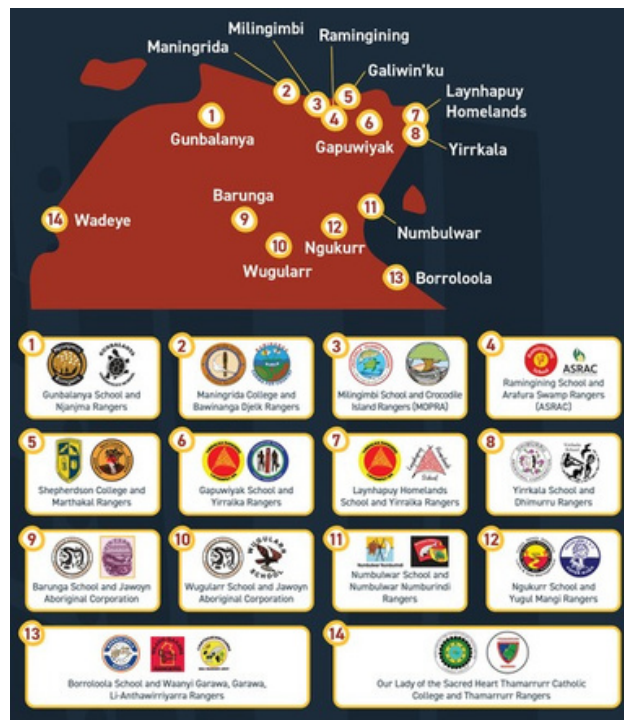 Milingimbi
Ramingining
Maningrida
Galiwin'ku
Laynhapuy
Homelands
2
3
5
4
1
6
7
8
Gunbalanya
Gapuwiyak
Yirrkala
Barunga
14
Wadeye
9
12
11
Numbulwar
10
Ngukurr
Wugularr
13
Borroloola
1
GUNBALANYA
Gunbalanya School and
Njanjma Rangers
2
Maningrida College and
Bawinanga Djelk Rangers
3
Milingimbi School and Crocodile
Island Rangers (MOPRA)
4
ASRAC
Ramingining School and
Arafura Swamp Rangers
(ASRAC)
5
Shepherdson College and
Marthakal Rangers
6
Gapuwiyak School and
Yirralka Rangers
7
Laynhapuy Homelands
School and Yirralka Rangers
8
Yirrkala School and
Dhimurru Rangers
9
Barunga School and Jawoyn
Aboriginal Corporation
10
WUGULARR
SCHOOL
Wugularr School and Jawoyn
Aboriginal Corporation
11
Numbulwar Numburindi
Numbulwar School and
Numbulwar Numburindi
Rangers
12
Ngukurr School and
Yugul Mangi Rangers
13
Borroloola School and Waanyi Garawa, Garawa,
Li-Anthawirriyarra Rangers
14
Our Lady of the Sacred Heart Thamarrurr Catholic
College and Thamarrurr Rangers